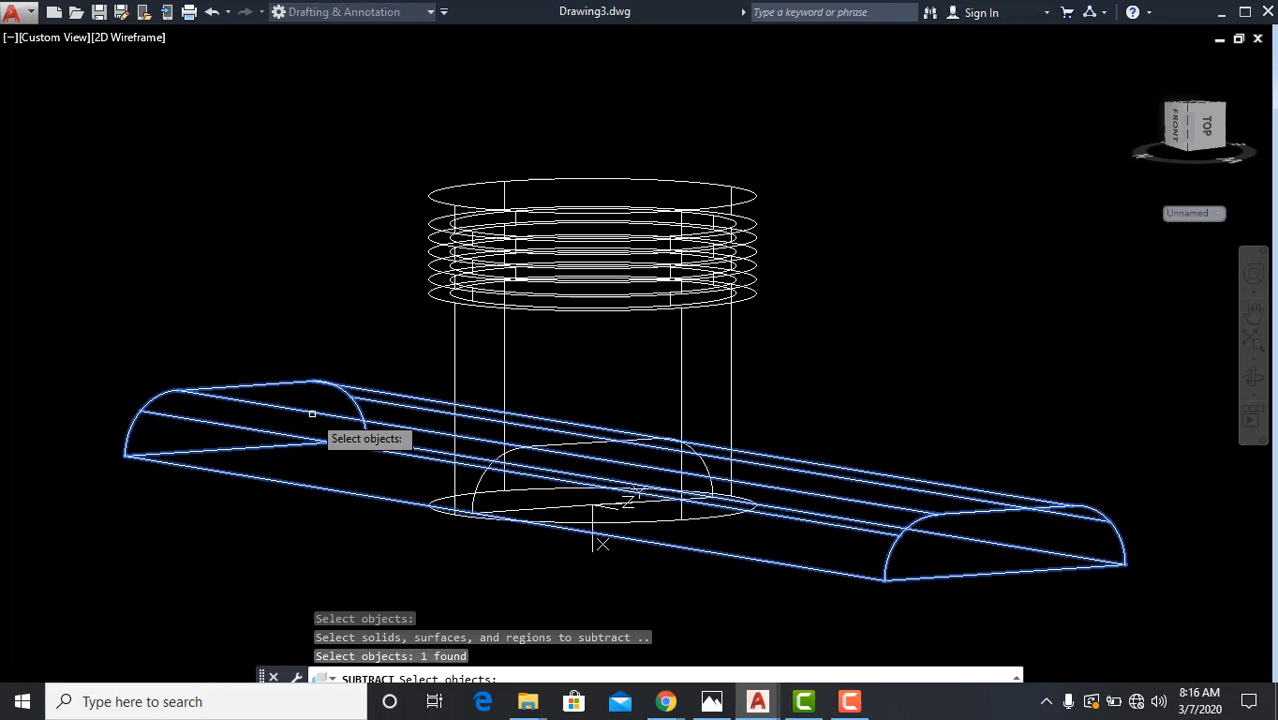 Drafting & Annotation
Drawing3.dwg
Type a keyword or phrase
Sign In
[−][Custom View][2D Wireframe]
FRONT
TOP
Unnamed
Select objects:
Z
X
Select objects:
Select solids, surfaces, and regions to subtract ..
Select objects: 1 found
SUBTRACT Select objects:
Type here to search
8:16 AM
3/7/2020